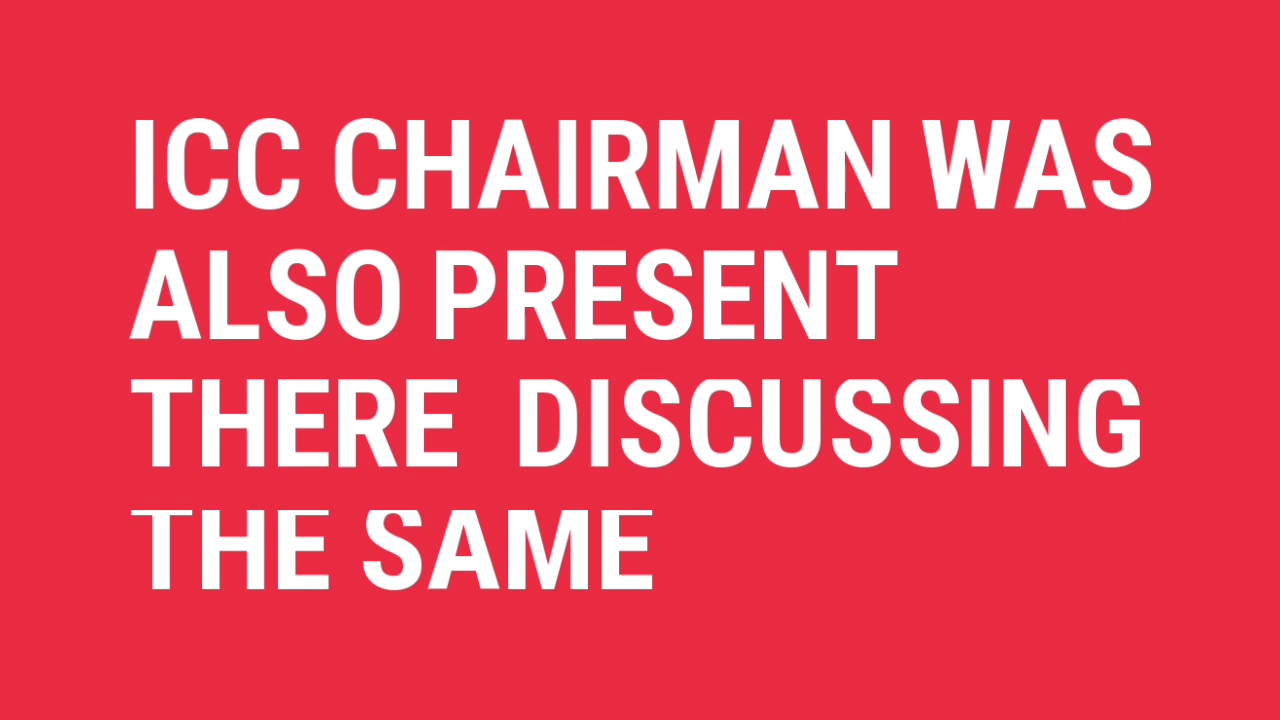 ICC CHAIRMAN WAS
ALSO PRESENT
THERE  DISCUSSING
THE SAME